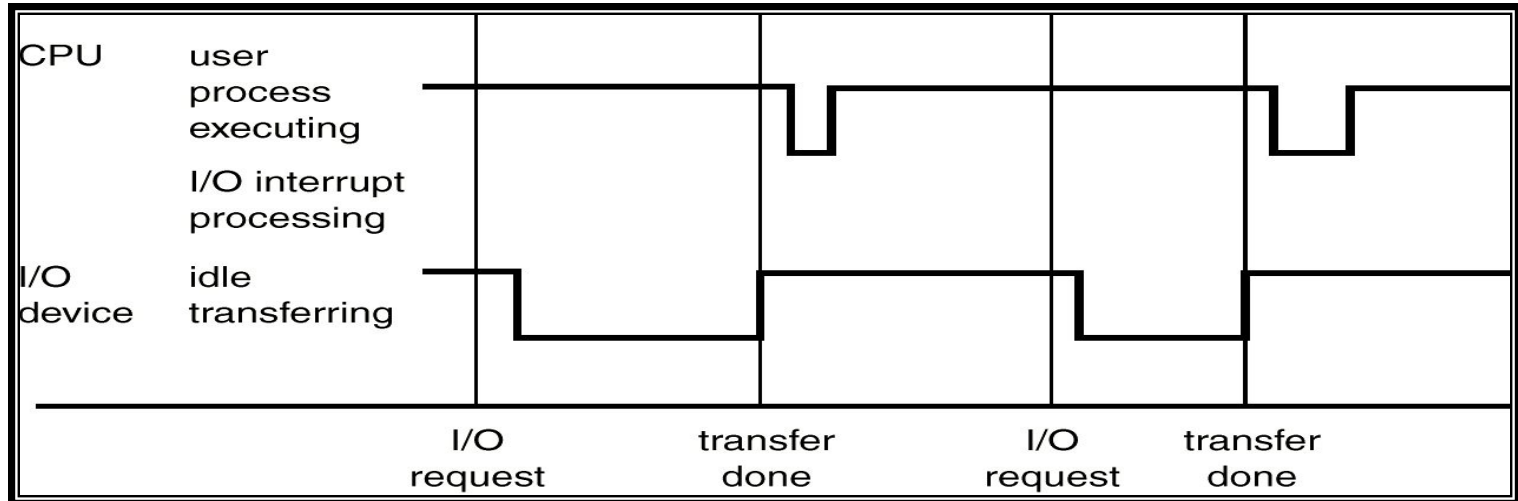 CPU
user
process
executing
I/O interrupt
processing
I/O
device
idle
transferring
I/O
request
transfer
done
I/O
request
transfer
done